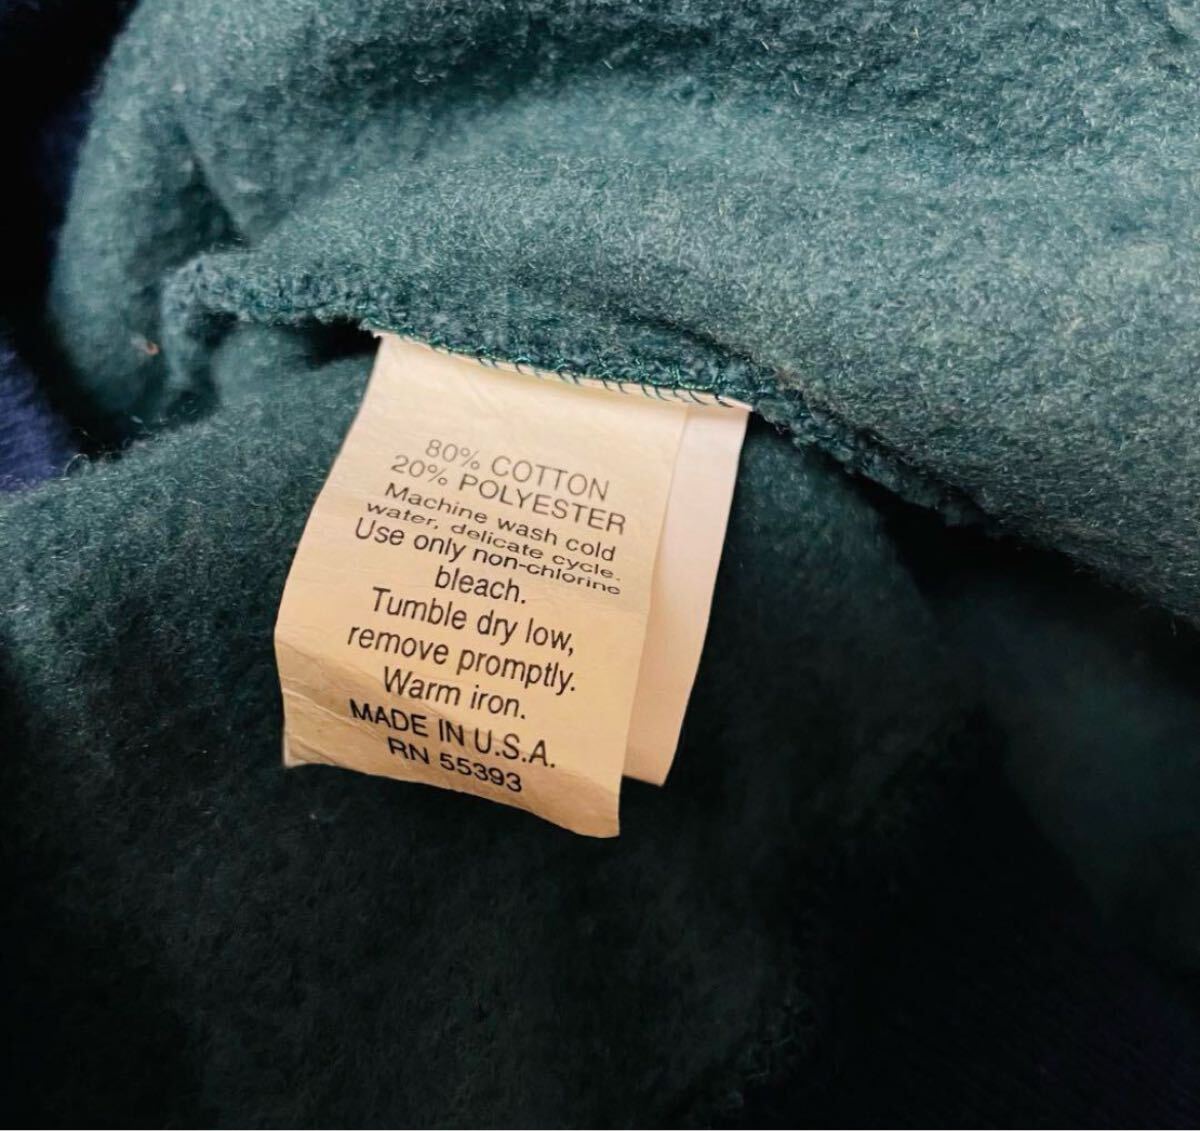 80% COTTON
20% POLYESTER
Machine wash cold
water, delicate cycle.
Use only non-chlorine
bleach.
Tumble dry low,
remove promptly.
Warm iron.
MADE IN U.S.A.
RN 55393